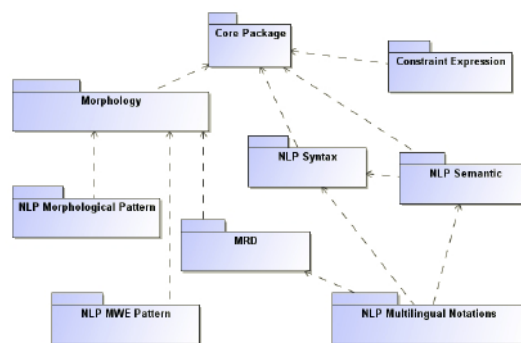 Core Package
Constraint Expression
Morphology
NLP Syntax
NLP Semantic
NLP Morphological Pattern
MRD
NLP MWE Pattern
NLP Multilingual Notations